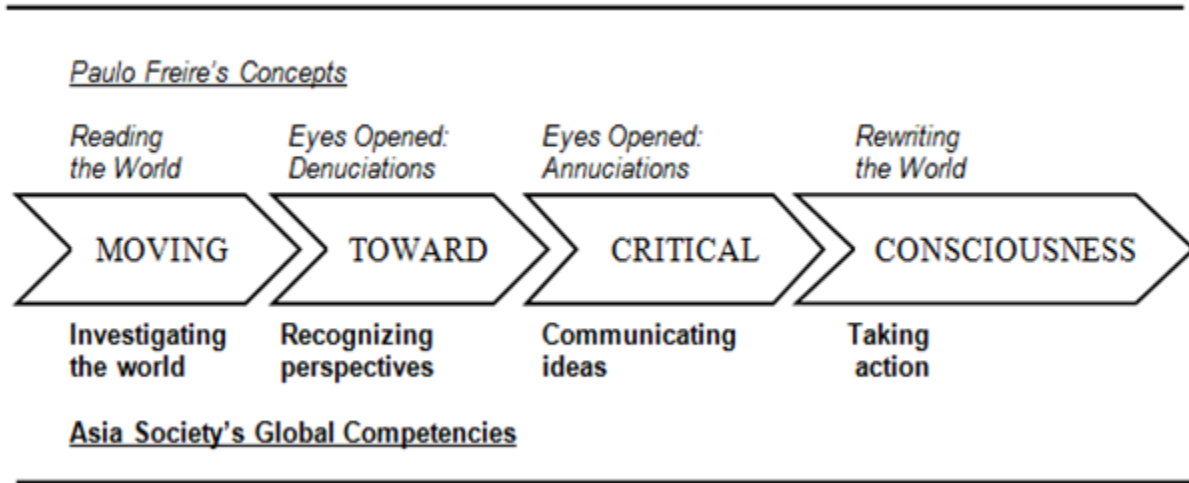 Paulo Freire's Concepts
Reading
the World
Eyes Opened:
Denuciations
Eyes Opened:
Annuciations
Rewriting
the World
MOVING
TOWARD
CRITICAL
CONSCIOUSNESS
Investigating
the world
Recognizing
perspectives
Communicating
ideas
Taking
action
Asia Society's Global Competencies